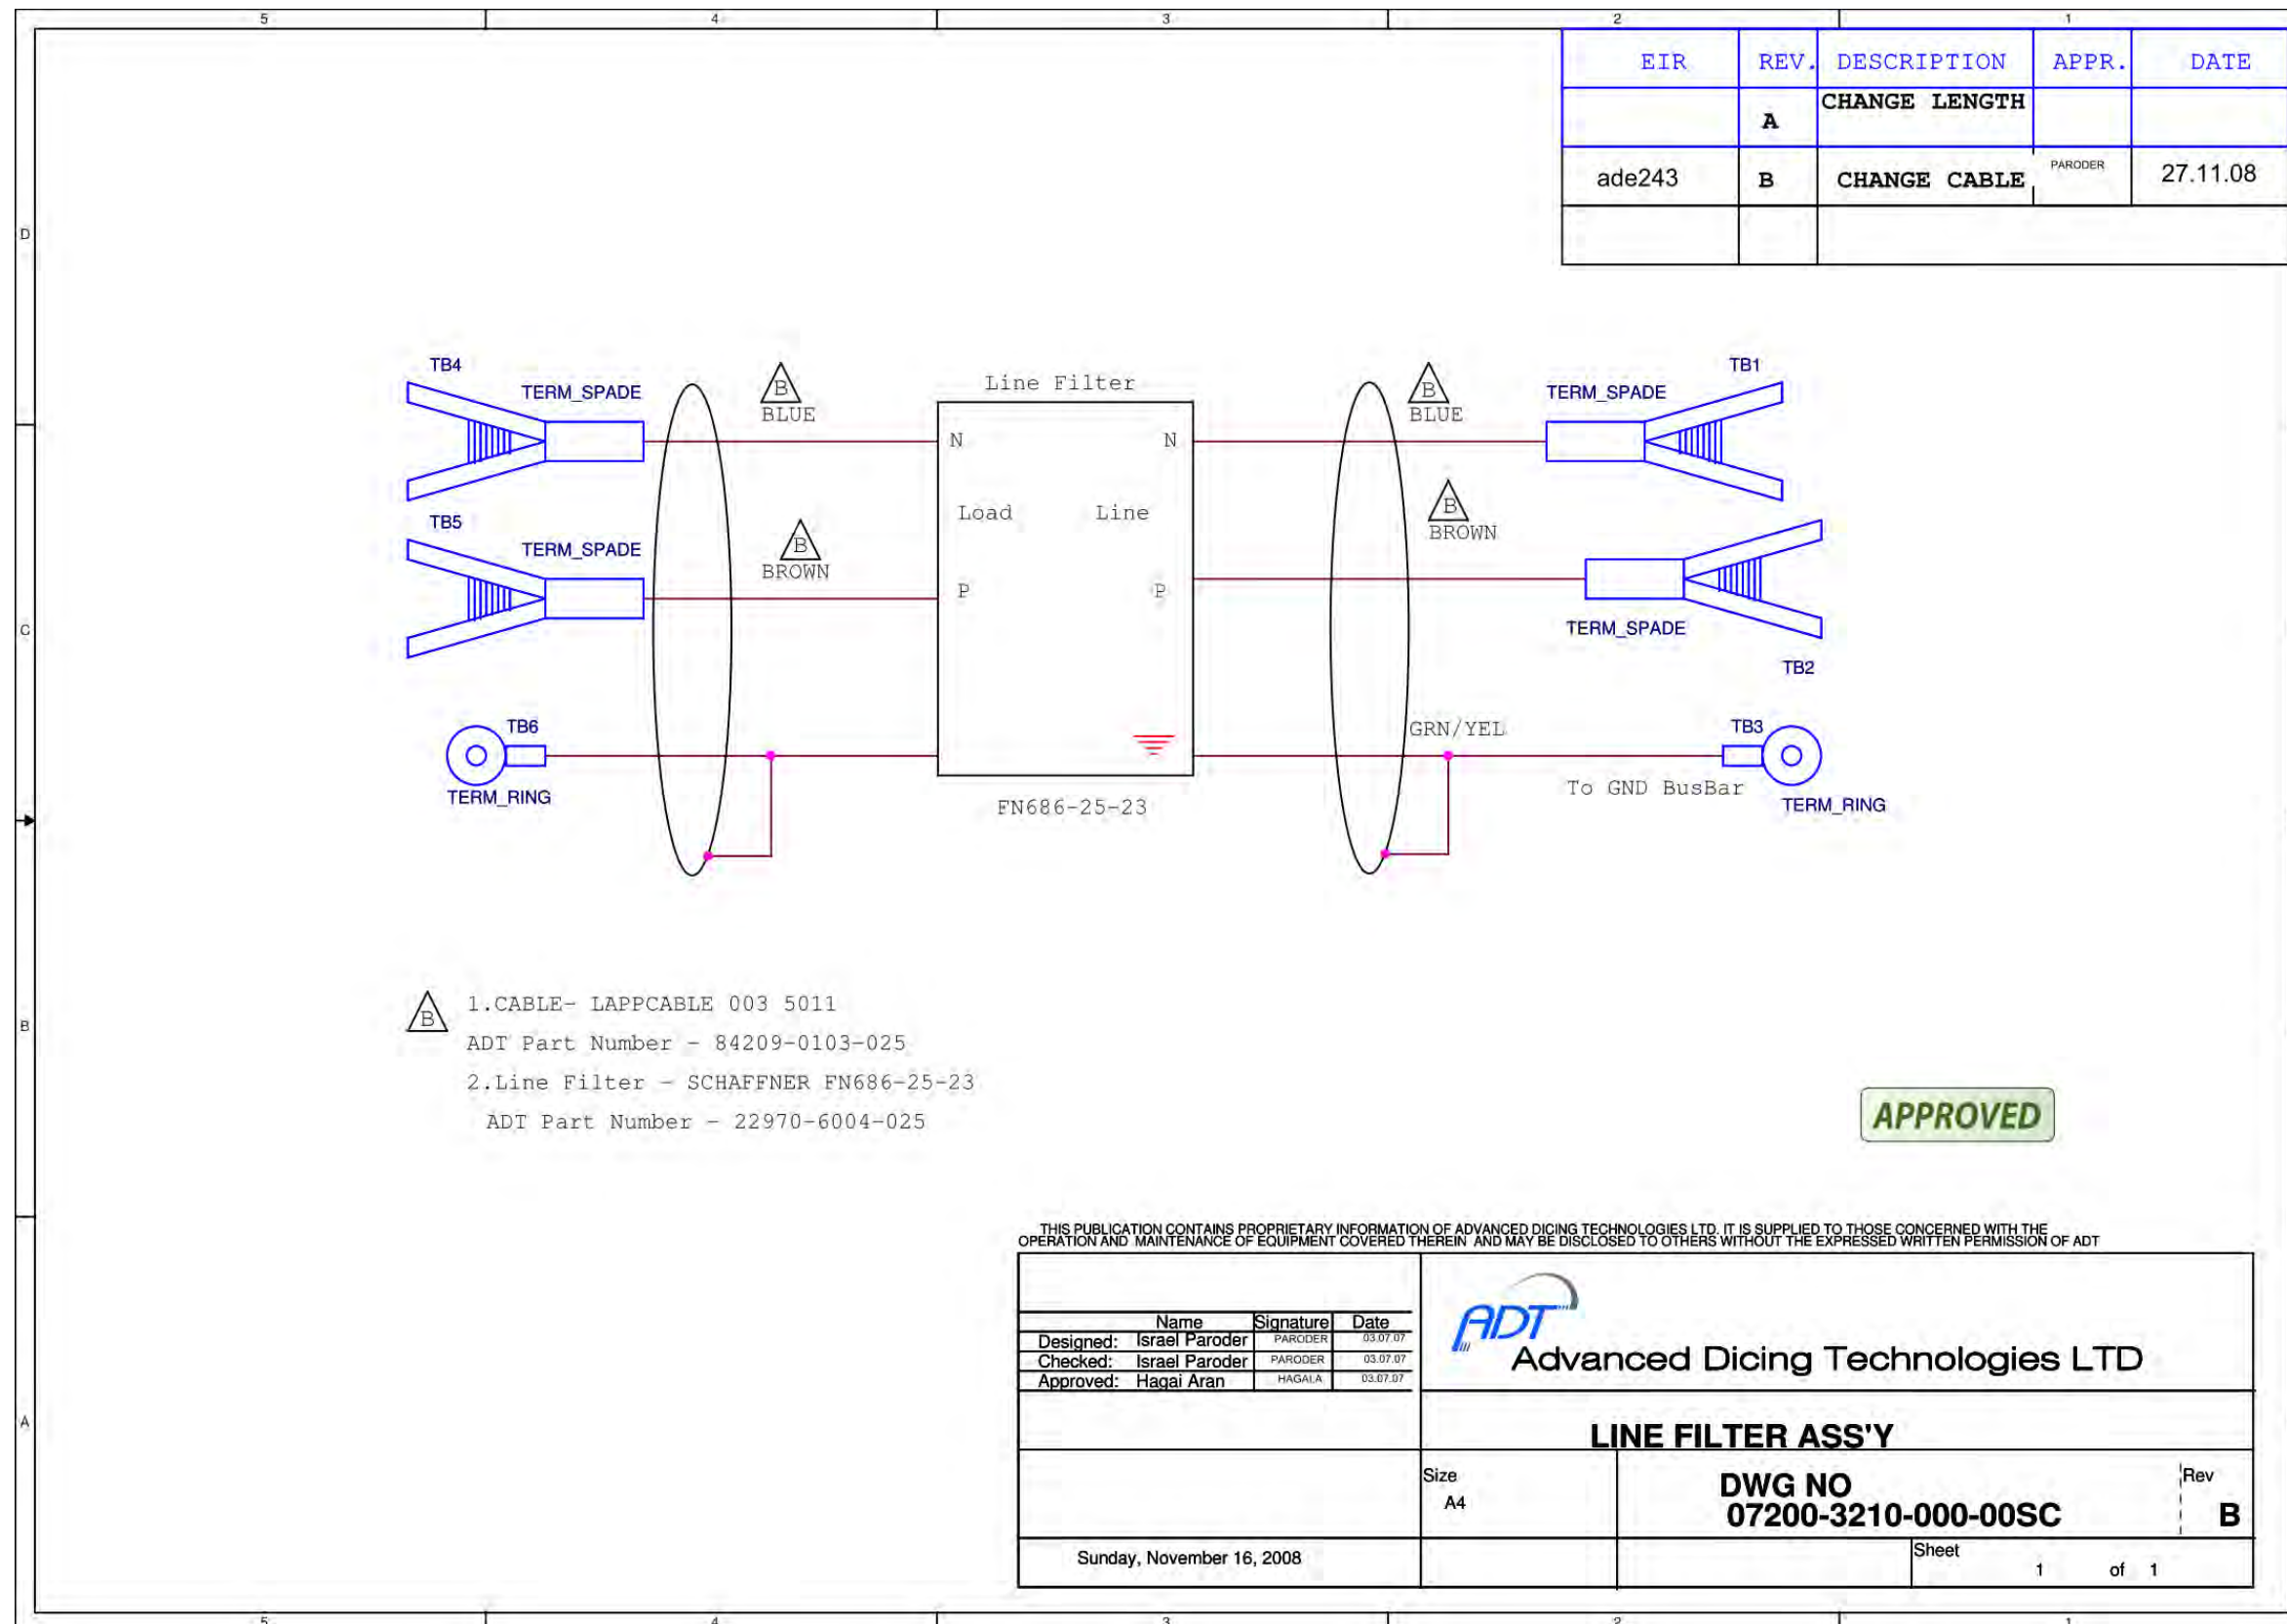 5 4 3 2 1
EIR REV. DESCRIPTION APPR. DATE
A CHANGE LENGTH
ade243 B CHANGE CABLE PARODER 27.11.08
D
C
B
A
TB4
TERM_SPADE
B
BLUE
Line Filter
B
BLUE
TERM_SPADE
TB1
N N
TB5
TERM_SPADE
B
BROWN
Load Line
B
BROWN
P P
TERM_SPADE
TB2
TB6
TERM_RING
GRN/YEL
TB3
To GND BusBar
TERM_RING
FN686-25-23
B
1.CABLE- LAPPCABLE 003 5011
ADT Part Number - 84209-0103-025
2.Line Filter - SCHAFFNER FN686-25-23
ADT Part Number - 22970-6004-025
APPROVED
THIS PUBLICATION CONTAINS PROPRIETARY INFORMATION OF ADVANCED DICING TECHNOLOGIES LTD. IT IS SUPPLIED TO THOSE CONCERNED WITH THE
OPERATION AND MAINTENANCE OF EQUIPMENT COVERED THEREIN AND MAY BE DISCLOSED TO OTHERS WITHOUT THE EXPRESSED WRITTEN PERMISSION OF ADT
Name Signature Date
Designed: Israel Paroder PARODER 03.07.07
Checked: Israel Paroder PARODER 03.07.07
Approved: Hagai Aran HAGALA 03.07.07
ADT
Advanced Dicing Technologies LTD
LINE FILTER ASS'Y
Size
A4
DWG NO
07200-3210-000-00SC
Rev
B
Sunday, November 16, 2008
Sheet
1 of 1
5 4 3 2 1